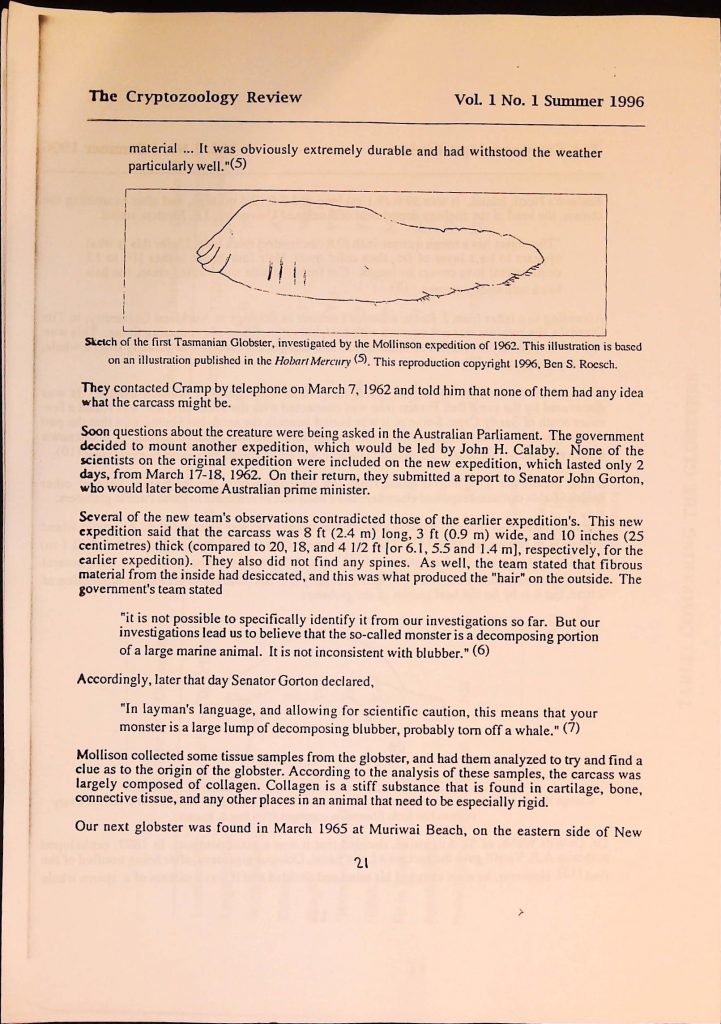 The Cryptozoology Review Vol. 1 No. 1 Summer 1996
material ... It was obviously extremely durable and had withstood the weather
particularly well."(5)
Sketch of the first Tasmanian Globster, investigated by the Mollinson expedition of 1962. This illustration is based
on an illustration published in the Hobart Mercury (5). This reproduction copyright 1996, Ben S. Roesch.
They contacted Cramp by telephone on March 7, 1962 and told him that none of them had any idea
what the carcass might be.
Soon questions about the creature were being asked in the Australian Parliament. The government
decided to mount another expedition, which would be led by John H. Calaby. None of the
scientists on the original expedition were included on the new expedition, which lasted only 2
days, from March 17-18, 1962. On their return, they submitted a report to Senator John Gorton,
who would later become Australian prime minister.
Several of the new team's observations contradicted those of the earlier expedition's. This new
expedition said that the carcass was 8 ft (2.4 m) long, 3 ft (0.9 m) wide, and 10 inches (25
centimetres) thick (compared to 20, 18, and 4 1/2 ft [or 6.1, 5.5 and 1.4 m], respectively, for the
earlier expedition). They also did not find any spines. As well, the team stated that fibrous
material from the inside had desiccated, and this was what produced the "hair" on the outside. The
government's team stated
"it is not possible to specifically identify it from our investigations so far. But our
investigations lead us to believe that the so-called monster is a decomposing portion
of a large marine animal. It is not inconsistent with blubber." (6)
Accordingly, later that day Senator Gorton declared,
"In layman's language, and allowing for scientific caution, this means that your
monster is a large lump of decomposing blubber, probably torn off a whale." (7)
Mollison collected some tissue samples from the globster, and had them analyzed to try and find a
clue as to the origin of the globster. According to the analysis of these samples, the carcass was
largely composed of collagen. Collagen is a stiff substance that is found in cartilage, bone,
connective tissue, and any other places in an animal that need to be especially rigid.
Our next globster was found in March 1965 at Muriwai Beach, on the eastern side of New
21